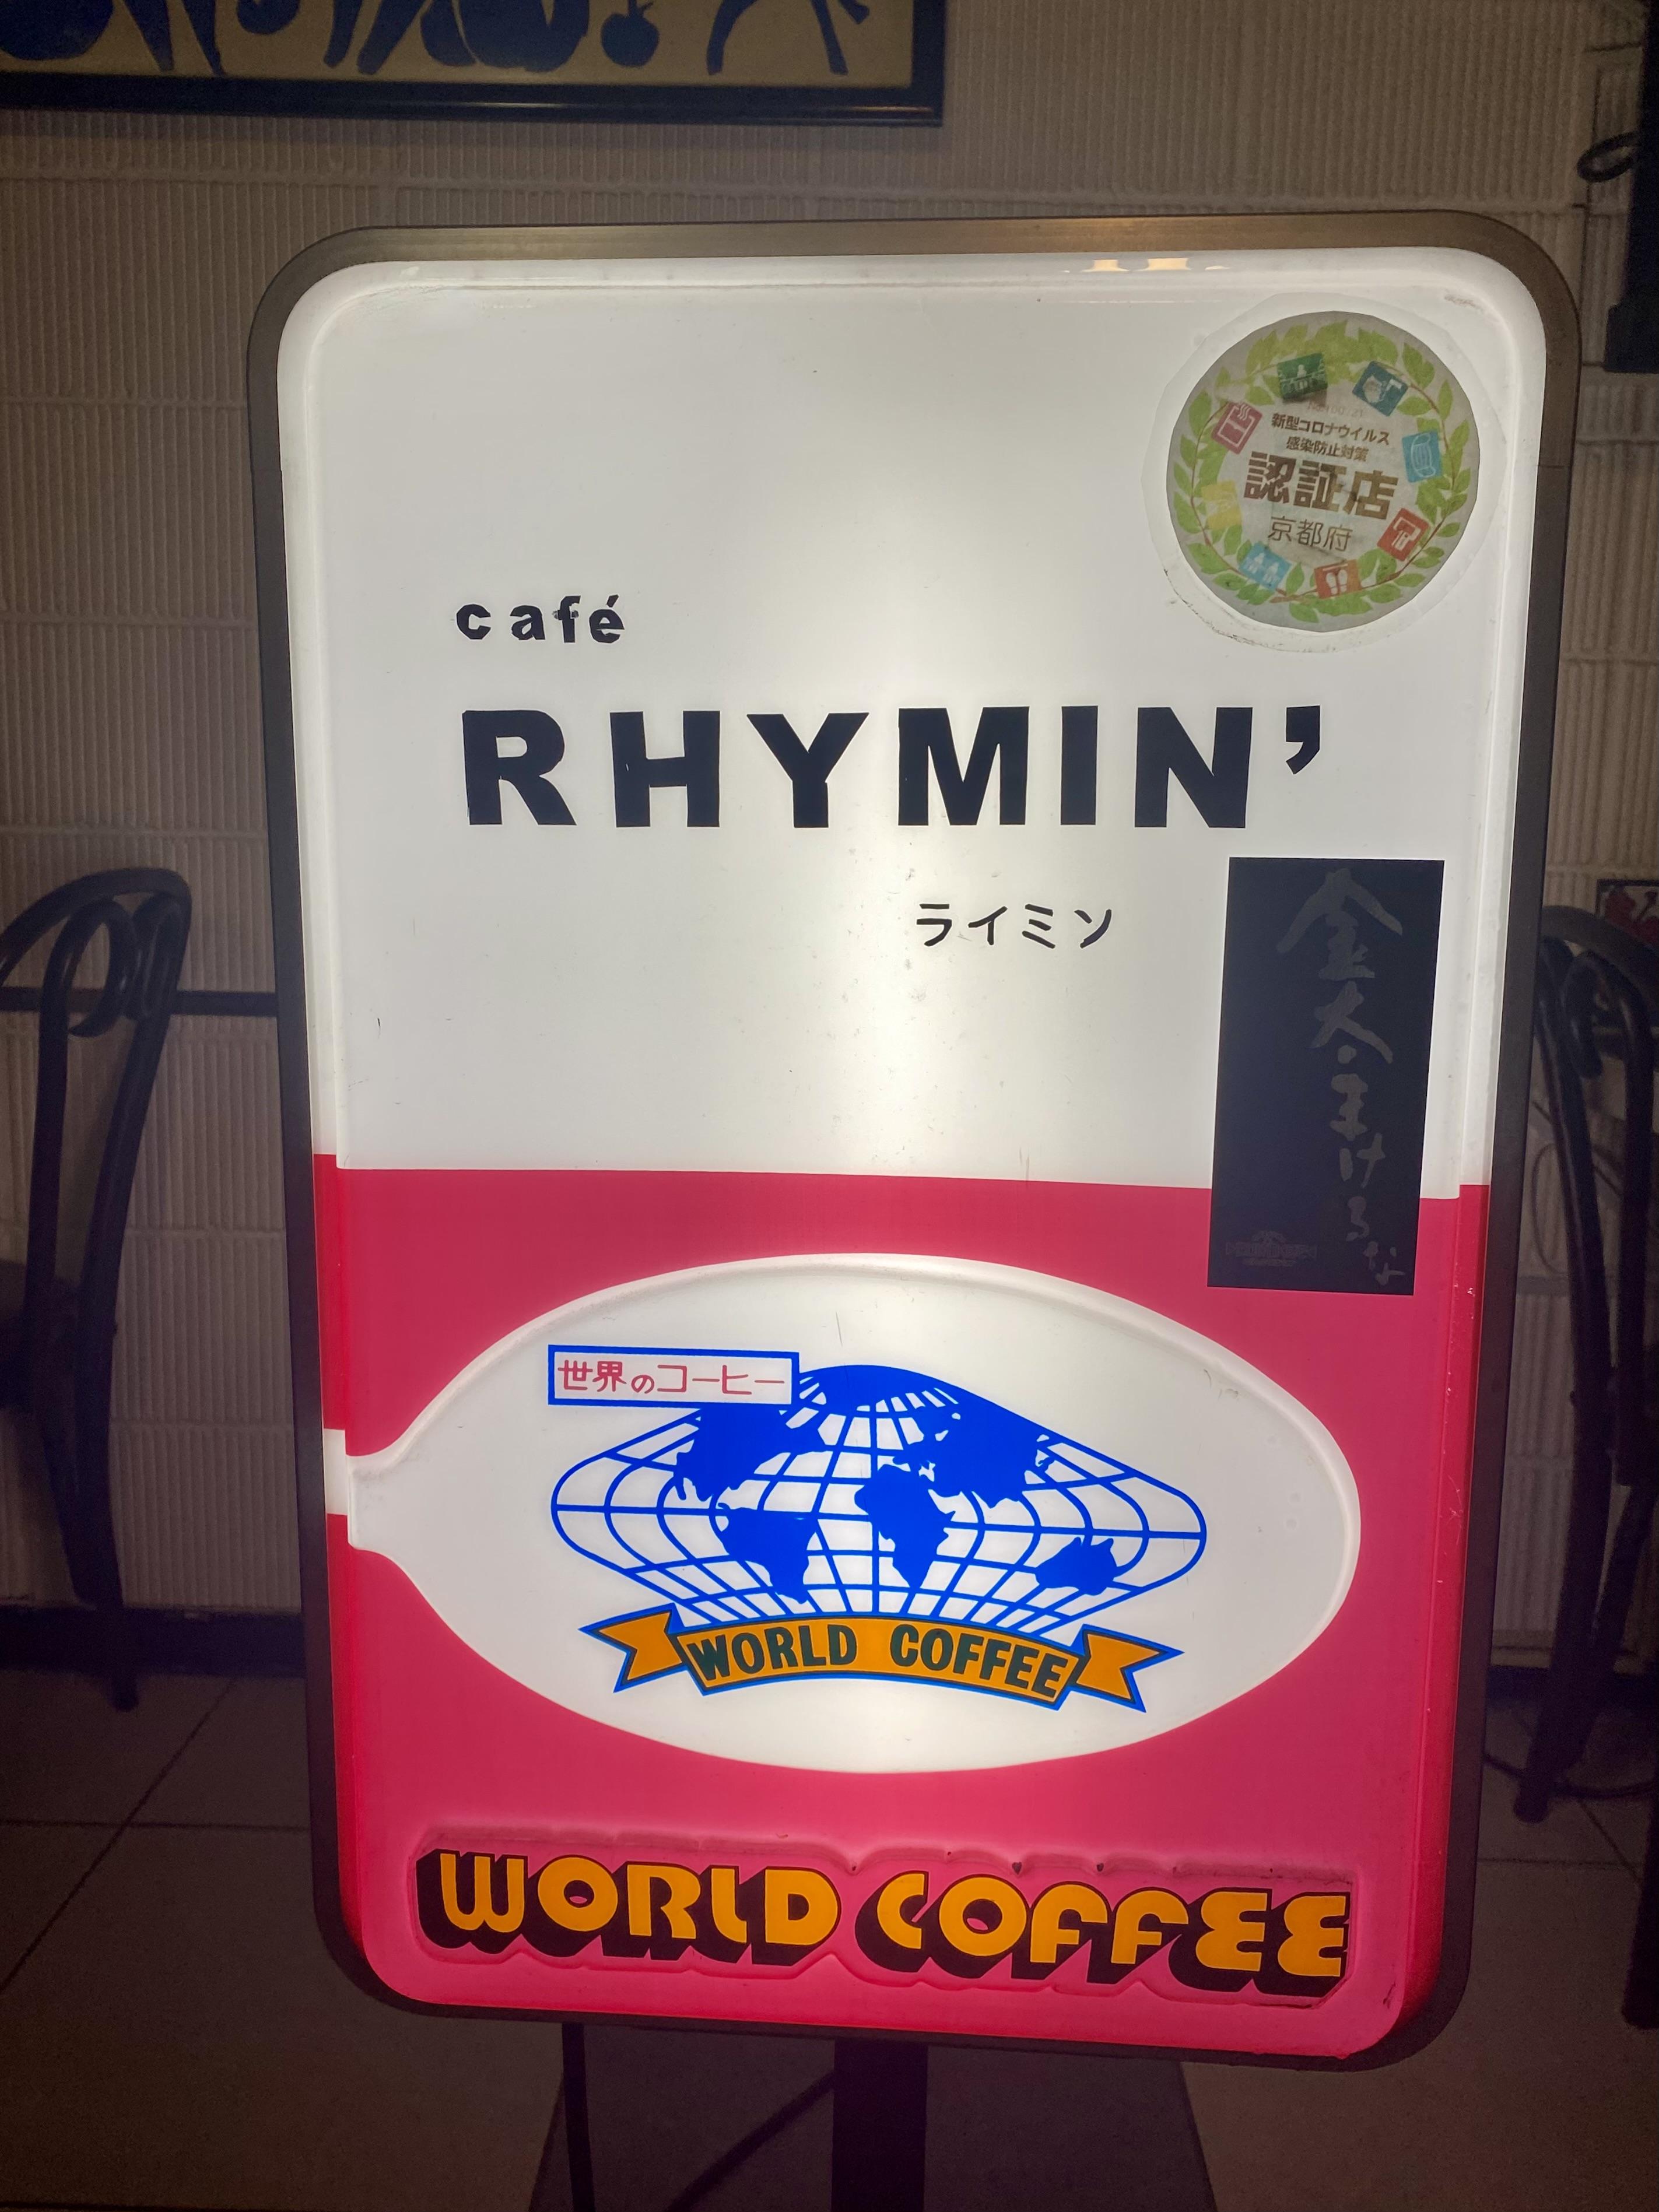 新型コロナウイルス
感染防止対策
認証店
京都府
café
RHYMIN’
ライミン
金太まけるな
世界のコーヒー
WORLD COFFEE
WORLD COFFEE